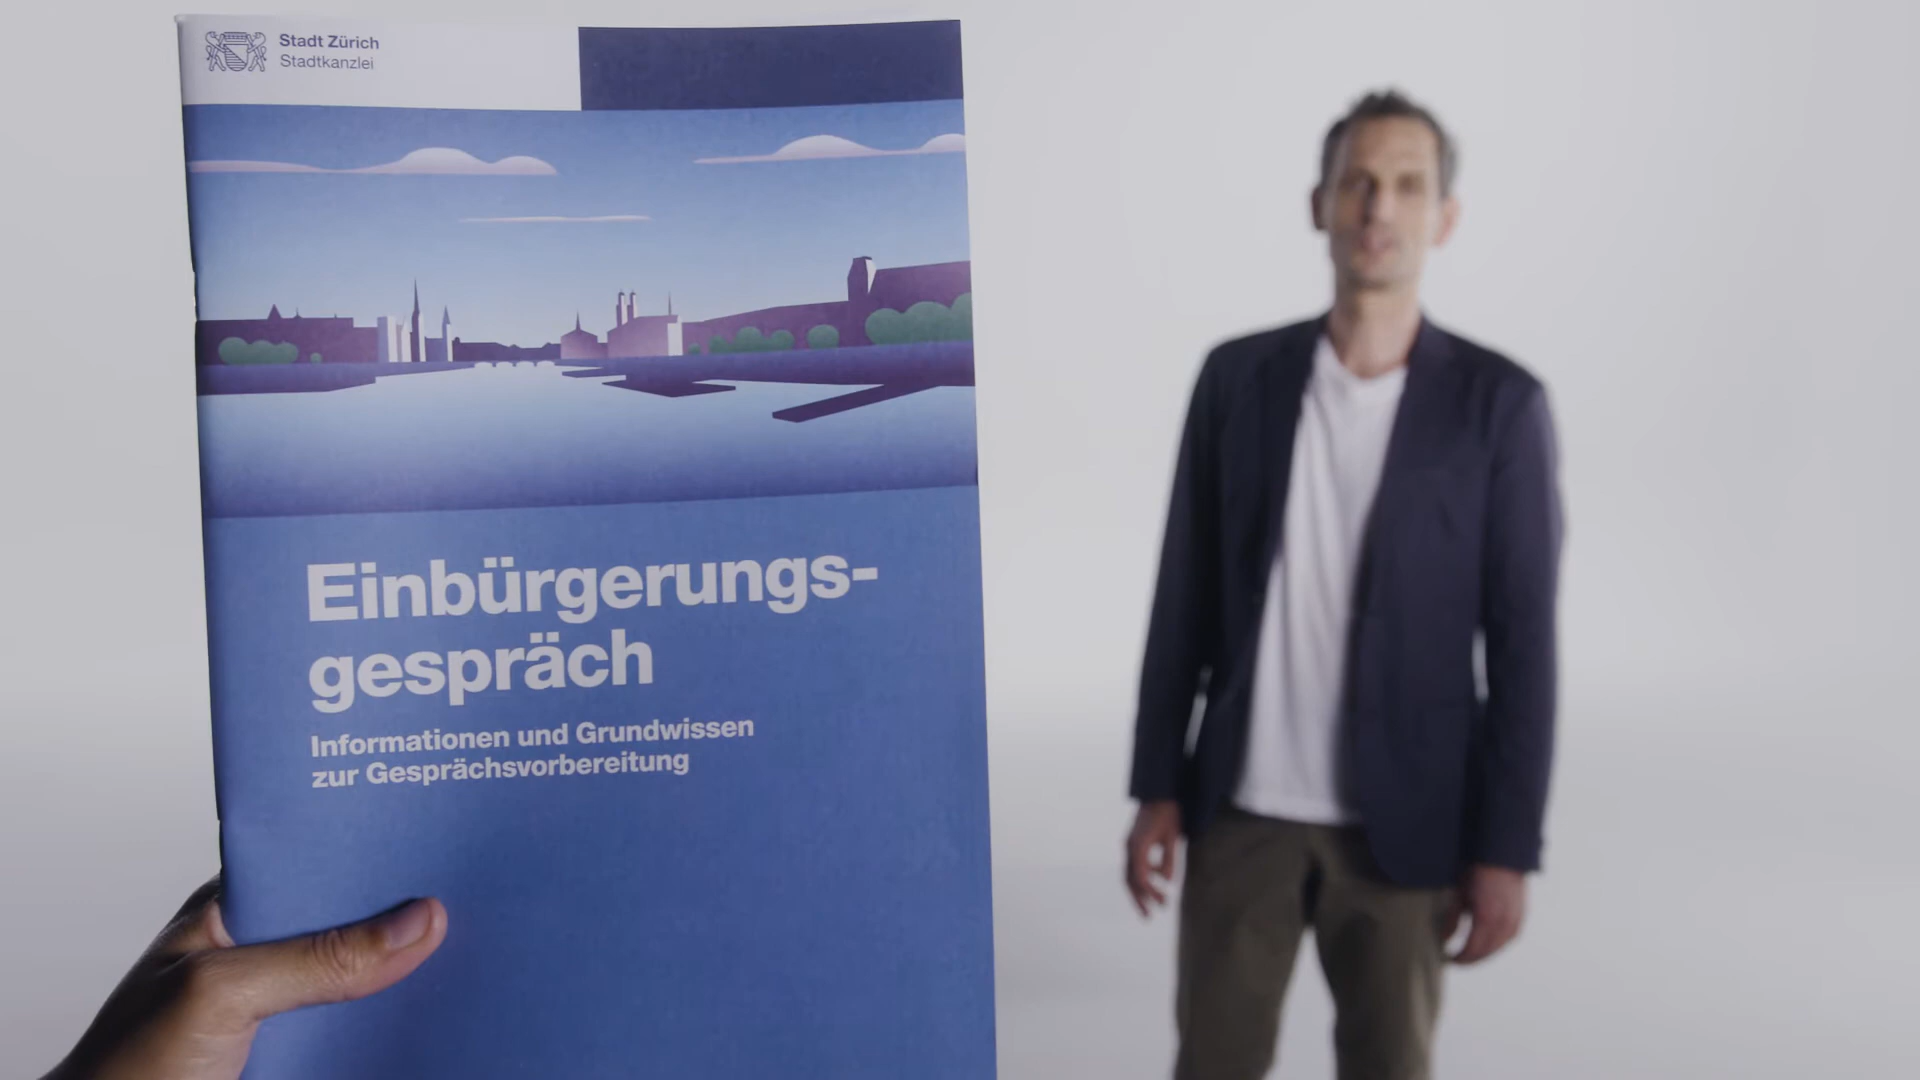 Stadt Zürich
Stadtkanzlei
Einbürgerungs-
gespräch
Informationen und Grundwissen
zur Gesprächsvorbereitung